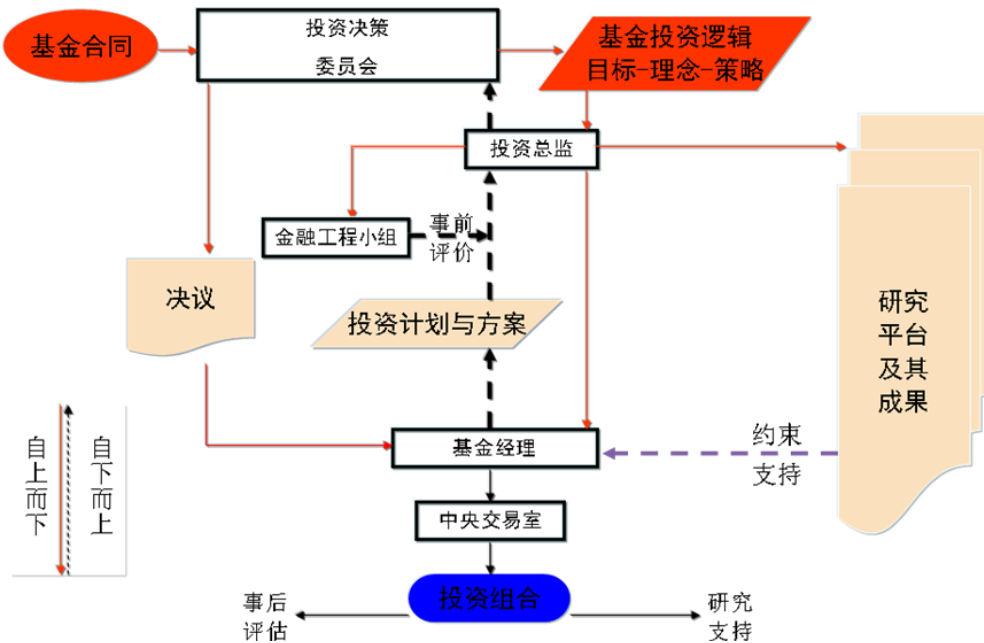 基金合同
投资决策
委员会
基金投资逻辑
目标-理念-策略
投资总监
金融工程小组
事前
评价
决议
投资计划与方案
研究
平台
及其
成果
自上而下
自下而上
基金经理
约束
支持
中央交易室
投资组合
事后
评估
研究
支持